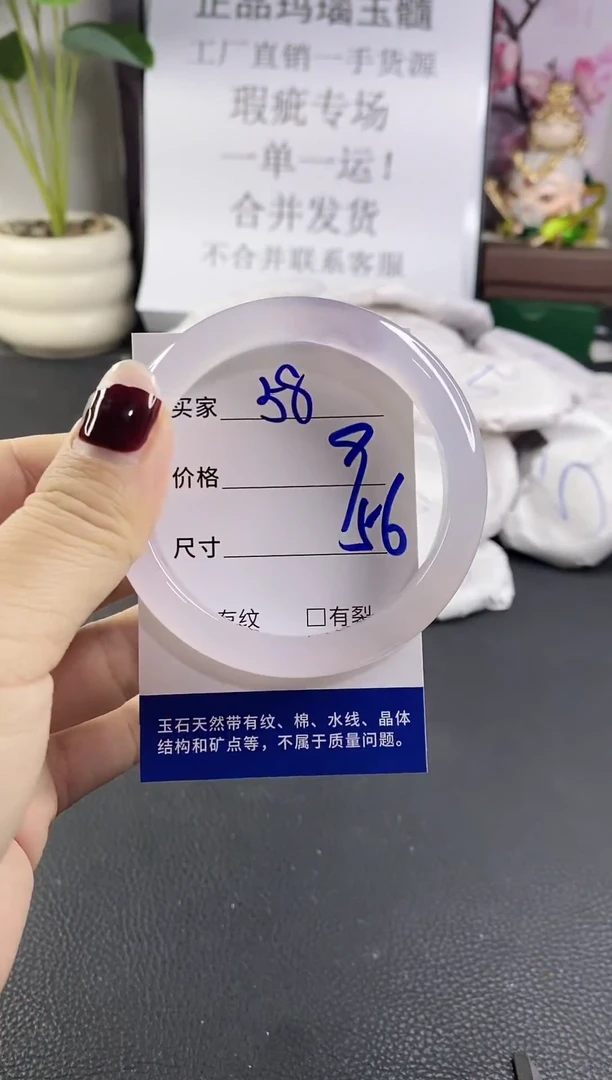 正品玛瑙玉髓
工厂直销一手货源
瑕疵专场
一单一运!
合并发货
不合并联系客服
买家 58
价格
尺寸 56
有纹 □有裂
玉石天然带有纹、棉、水线、晶体
结构和矿点等，不属于质量问题。